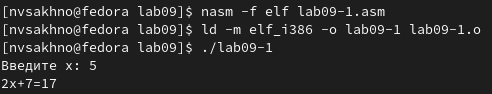 [nvsakhno@fedora lab09]$ nasm -f elf lab09-1.asm
[nvsakhno@fedora lab09]$ ld -m elf_i386 -o lab09-1 lab09-1.o
[nvsakhno@fedora lab09]$ ./lab09-1
Введите x: 5
2x+7=17